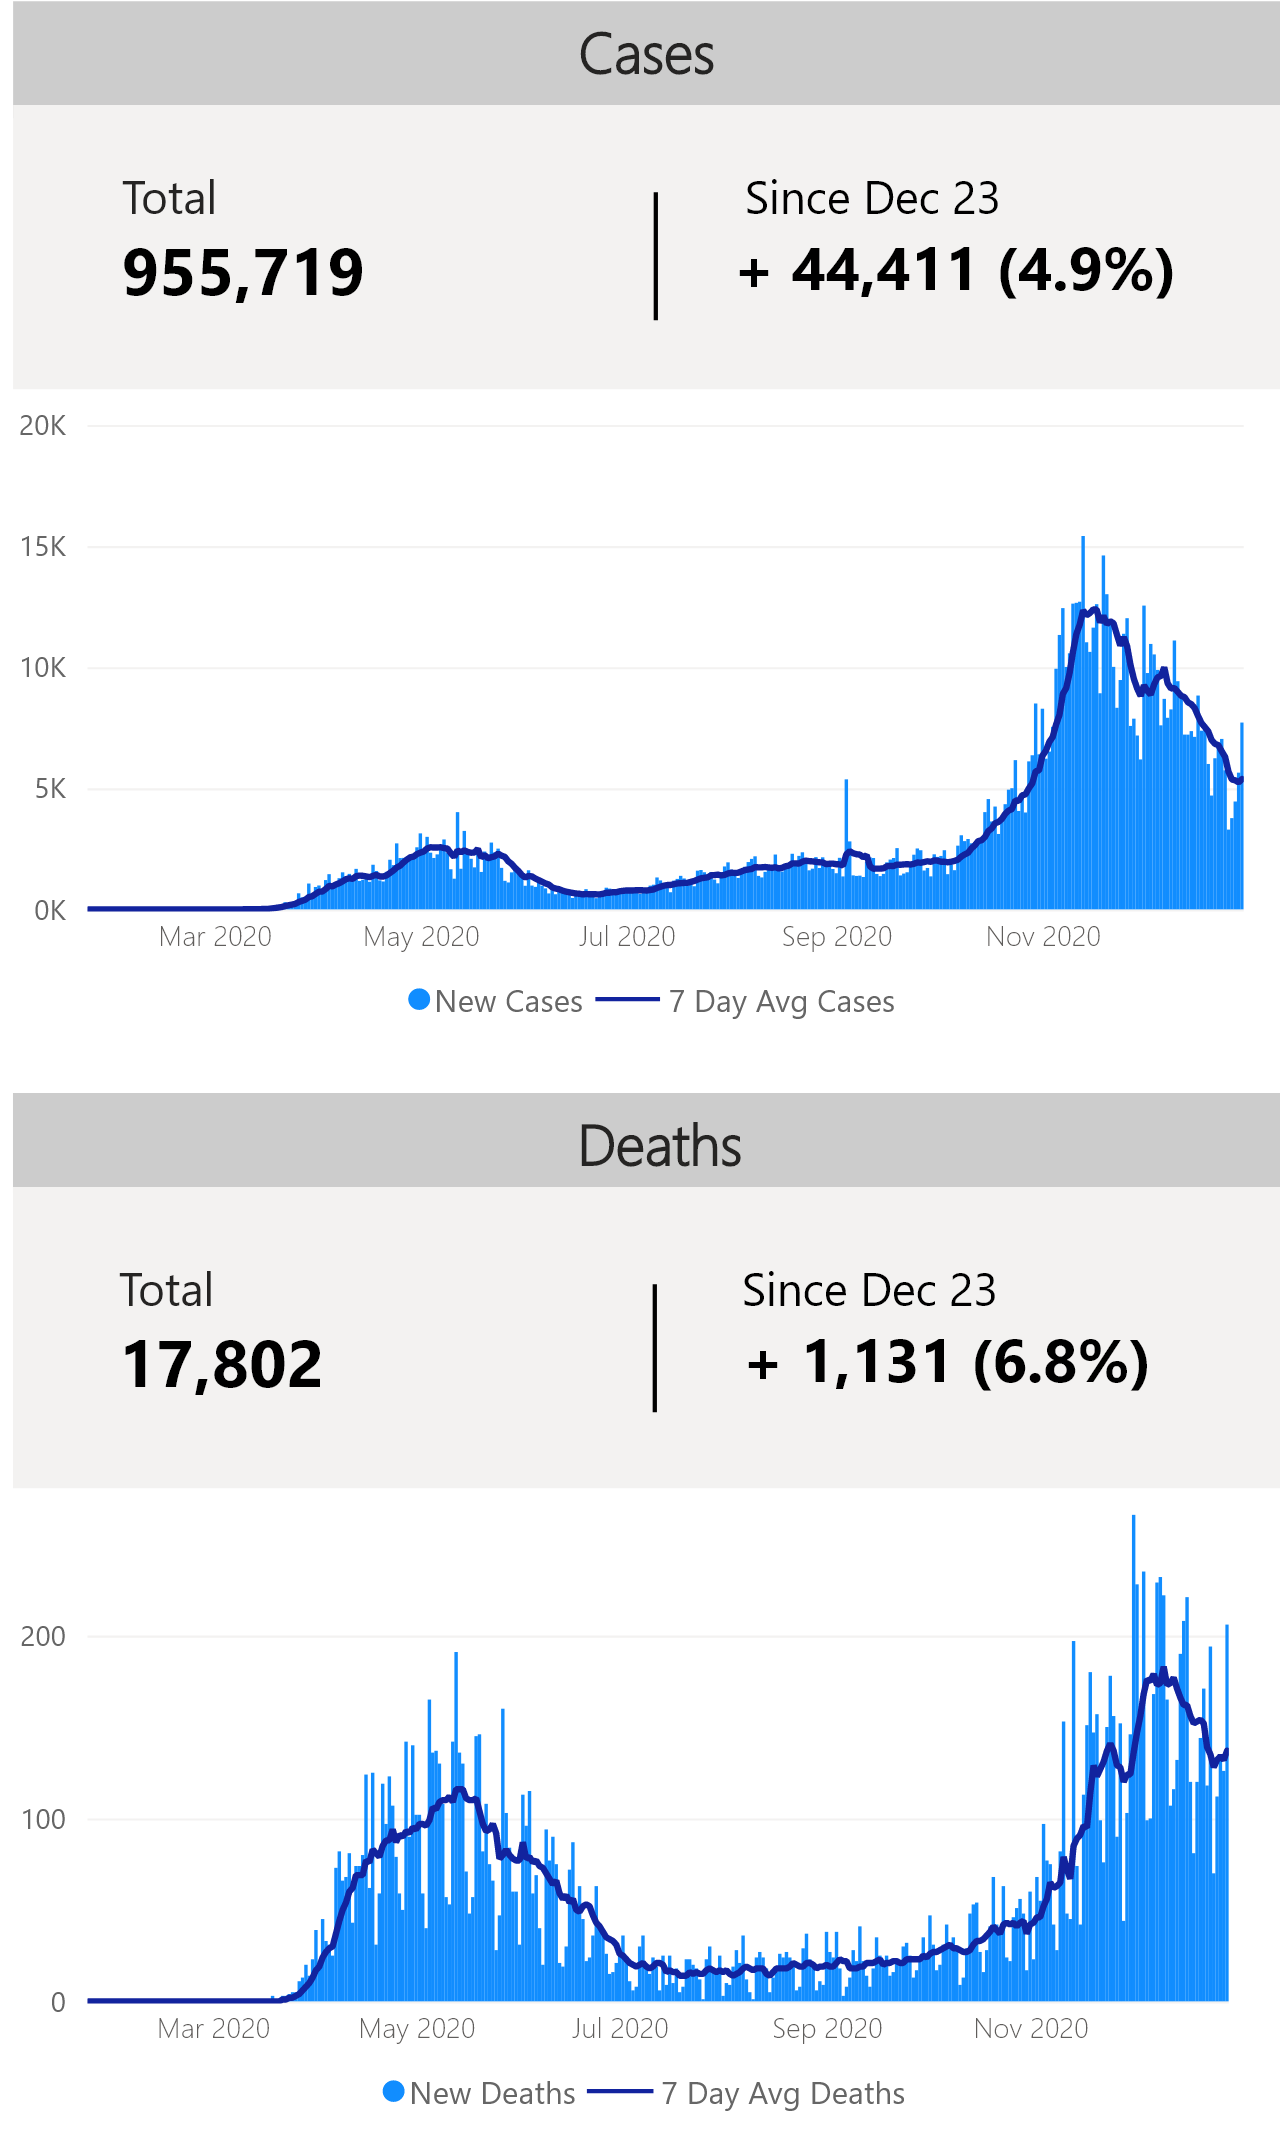 Cases
Total
Since Dec 23
955,719
+ 44,411 (4.9%)
20K
15K
10K
5K
0K
Mar 2020
May 2020
Jul 2020
Sep 2020
Nov 2020
New Cases
7 Day Avg Cases
Deaths
Total
Since Dec 23
17,802
+ 1,131 (6.8%)
200
100
0
Mar 2020
May 2020
Jul 2020
Sep 2020
Nov 2020
New Deaths
7 Day Avg Deaths